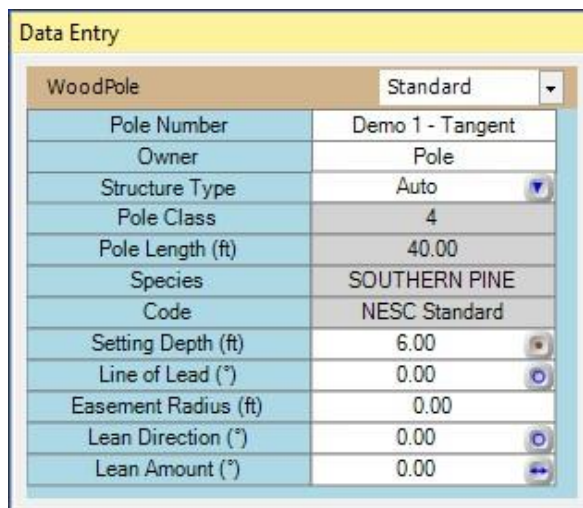 Data Entry
WoodPole Standard
Pole Number Demo 1 - Tangent
Owner Pole
Structure Type Auto
Pole Class 4
Pole Length (ft) 40.00
Species SOUTHERN PINE
Code NESC Standard
Setting Depth (ft) 6.00
Line of Lead (°) 0.00
Easement Radius (ft) 0.00
Lean Direction (°) 0.00
Lean Amount (°) 0.00